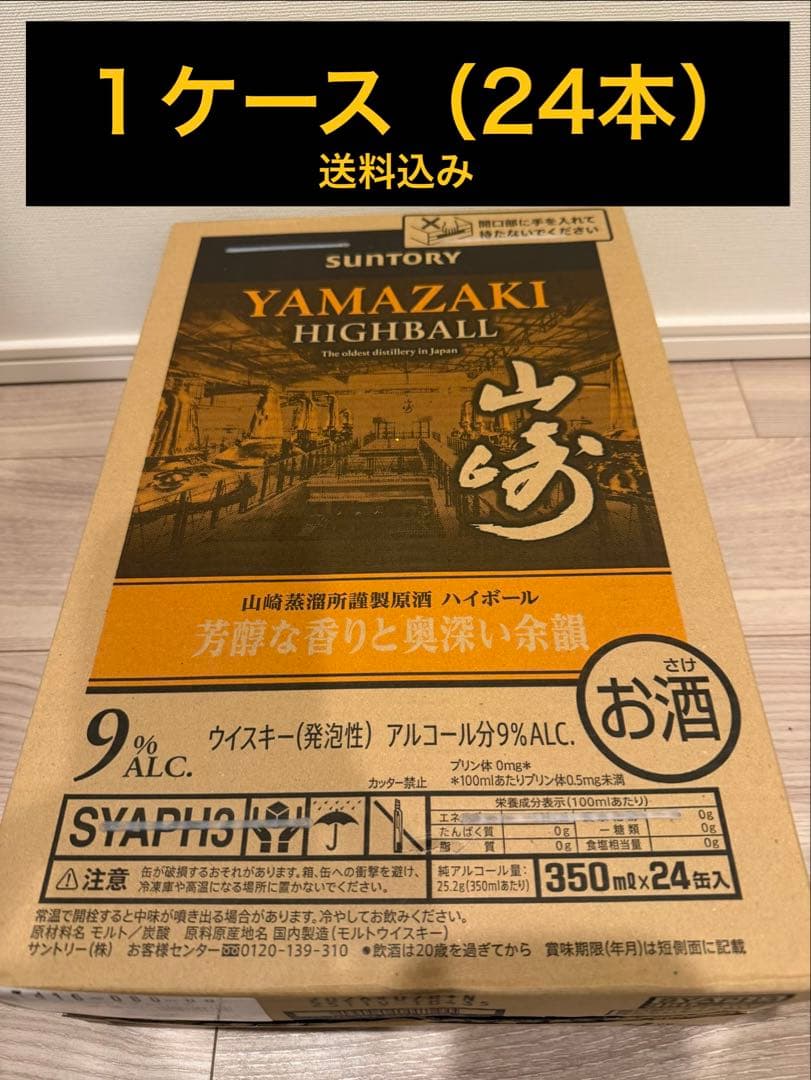 １ケース（24本）
送料込み
開口部に手を入れて
持たないでください
SUNTORY
YAMAZAKI
HIGHBALL
The oldest distillery in Japan
山崎
山崎蒸溜所謹製原酒 ハイボール
芳醇な香りと奥深い余韻
さけ
お酒
9% ALC.
ウイスキー(発泡性) アルコール分9%ALC.
プリン体 0mg*
*100mlあたりプリン体0.5mg未満
カッター禁止
SYAPH3
栄養成分表示(100mlあたり)
エネ 0g
たんぱく質 0g 糖類 0g
脂質 0g 食塩相当量 0g
注意 缶が破損するおそれがあります。箱、缶への衝撃を避け、
冷凍庫や高温になる場所に置かないでください。
純アルコール量:
25.2g(350mlあたり)
350ml×24缶入
常温で開栓すると中味が噴き出る場合があります。冷やしてお飲みください。
原材料名 モルト/炭酸 原料原産地名 国内製造(モルトウイスキー)
サントリー(株) お客様センター 0120-139-310 ●飲酒は20歳を過ぎてから 賞味期限(年月)は短側面に記載